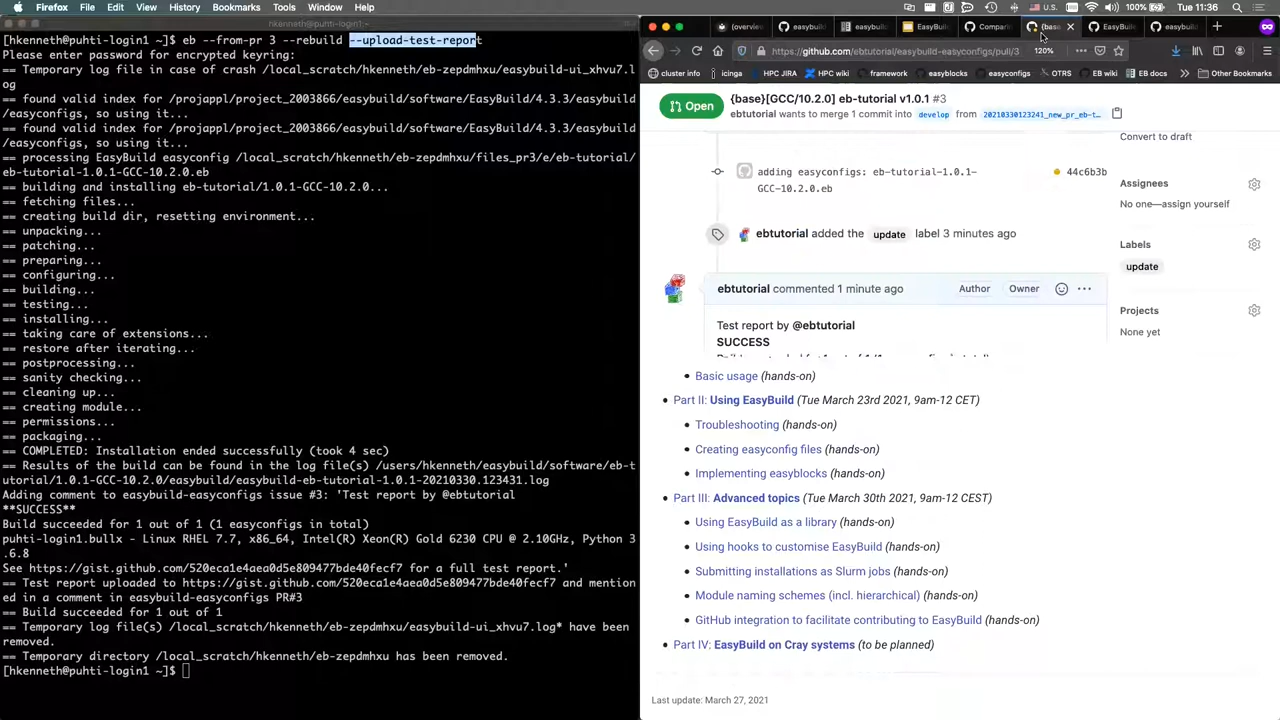 Firefox File Edit View History EasyBuild Tools Window Help
100% Tue 11:36
hkenneth@puhti-login1:~
[hkenneth@puhti-login1 ~]$ eb --from-pr 3 --rebuild --upload-test-report
Please enter password for encrypted keyring:
== Temporary log file in case of crash /local_scratch/hkenneth/eb-zepdmhxu/easybuild-ui_xhvu7.l
og
== found valid index for /projappl/project_2003866/easybuild/software/EasyBuild/4.3.3/easybuild
/easyconfigs, so using it...
== found valid index for /projappl/project_2003866/easybuild/software/EasyBuild/4.3.3/easybuild
/easyconfigs, so using it...
== processing EasyBuild easyconfig /local_scratch/hkenneth/eb-zepdmhxu/files_pr3/e/eb-tutorial/
eb-tutorial-1.0.1-GCC-10.2.0.eb
== building and installing eb-tutorial/1.0.1-GCC-10.2.0...
== fetching files...
== creating build dir, resetting environment...
== unpacking...
== patching...
== preparing...
== configuring...
== building...
== testing...
== installing...
== taking care of extensions...
== restore after iterating...
== postprocessing...
== sanity checking...
== cleaning up...
== creating module...
== permissions...
== packaging...
== COMPLETED: Installation ended successfully (took 4 sec)
== Results of the build can be found in the log file(s) /users/hkenneth/easybuild/software/eb-t
utorial/1.0.1-GCC-10.2.0/easybuild/easybuild-eb-tutorial-1.0.1-20210330.123431.log
Adding comment to easybuild-easyconfigs issue #3: 'Test report by @ebtutorial
**SUCCESS**
Build succeeded for 1 out of 1 (1 easyconfigs in total)
puhti-login1.bullx - Linux RHEL 7.7, x86_64, Intel(R) Xeon(R) Gold 6230 CPU @ 2.10GHz, Python 3
.6.8
See https://gist.github.com/520eca1e4aea0d5e809477bde40fecf7 for a full test report.'
== Test report uploaded to https://gist.github.com/520eca1e4aea0d5e809477bde40fecf7 and mention
ed in a comment in easybuild-easyconfigs PR#3
== Build succeeded for 1 out of 1
== Temporary log file(s) /local_scratch/hkenneth/eb-zepdmhxu/easybuild-ui_xhvu7.log* have been
removed.
== Temporary directory /local_scratch/hkenneth/eb-zepdmhxu has been removed.
[hkenneth@puhti-login1 ~]$
(overview easybuild easybuild EasyBuild Comparin {base EasyBuild easybuild
https://github.com/ebtutorial/easybuild-easyconfigs/pull/3 120%
cluster info icinga HPC JIRA HPC wiki framework easyblocks easyconfigs OTRS EB wiki EB docs Other Bookmarks
Open
{base}[GCC/10.2.0] eb-tutorial v1.0.1 #3
ebtutorial wants to merge 1 commit into develop from 20210330123241_new_pr_eb-t…
Convert to draft
adding easyconfigs: eb-tutorial-1.0.1-
GCC-10.2.0.eb
44c6b3b
Assignees
No one—assign yourself
ebtutorial added the update label 3 minutes ago
Labels
update
ebtutorial commented 1 minute ago Author Owner
Projects
None yet
Test report by @ebtutorial
SUCCESS
Basic usage (hands-on)
Part II: Using EasyBuild (Tue March 23rd 2021, 9am-12 CET)
Troubleshooting (hands-on)
Creating easyconfig files (hands-on)
Implementing easyblocks (hands-on)
Part III: Advanced topics (Tue March 30th 2021, 9am-12 CEST)
Using EasyBuild as a library (hands-on)
Using hooks to customise EasyBuild (hands-on)
Submitting installations as Slurm jobs (hands-on)
Module naming schemes (incl. hierarchical) (hands-on)
GitHub integration to facilitate contributing to EasyBuild (hands-on)
Part IV: EasyBuild on Cray systems (to be planned)
Last update: March 27, 2021